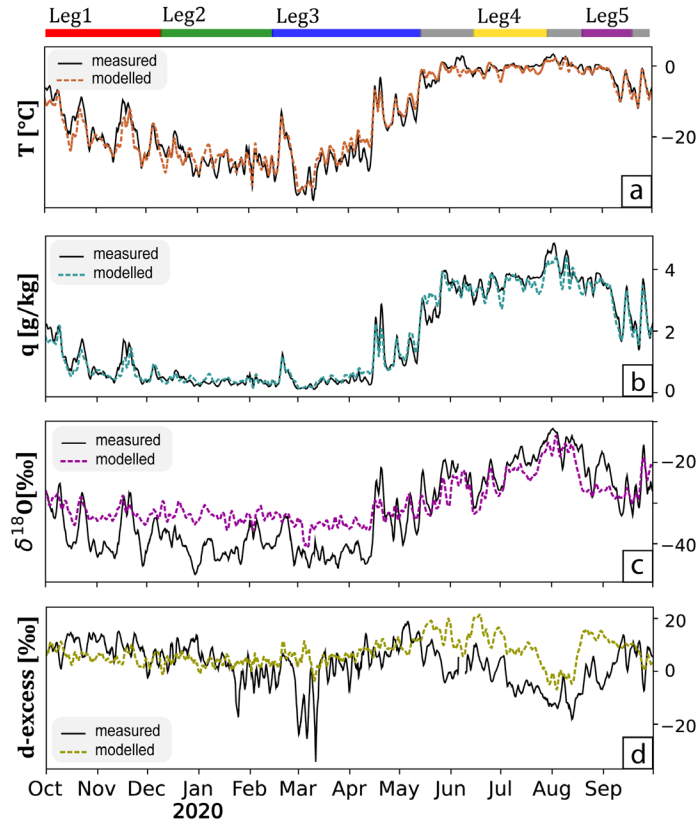 Leg1 Leg2 Leg3 Leg4 Leg5
measured
modelled
T [°C]
0
−20
a
measured
modelled
q [g/kg]
4
2
0
b
measured
modelled
δ¹⁸O[‰]
−20
−40
c
d-excess [‰]
20
0
−20
measured
modelled
d
Oct Nov Dec Jan Feb Mar Apr May Jun Jul Aug Sep
2020